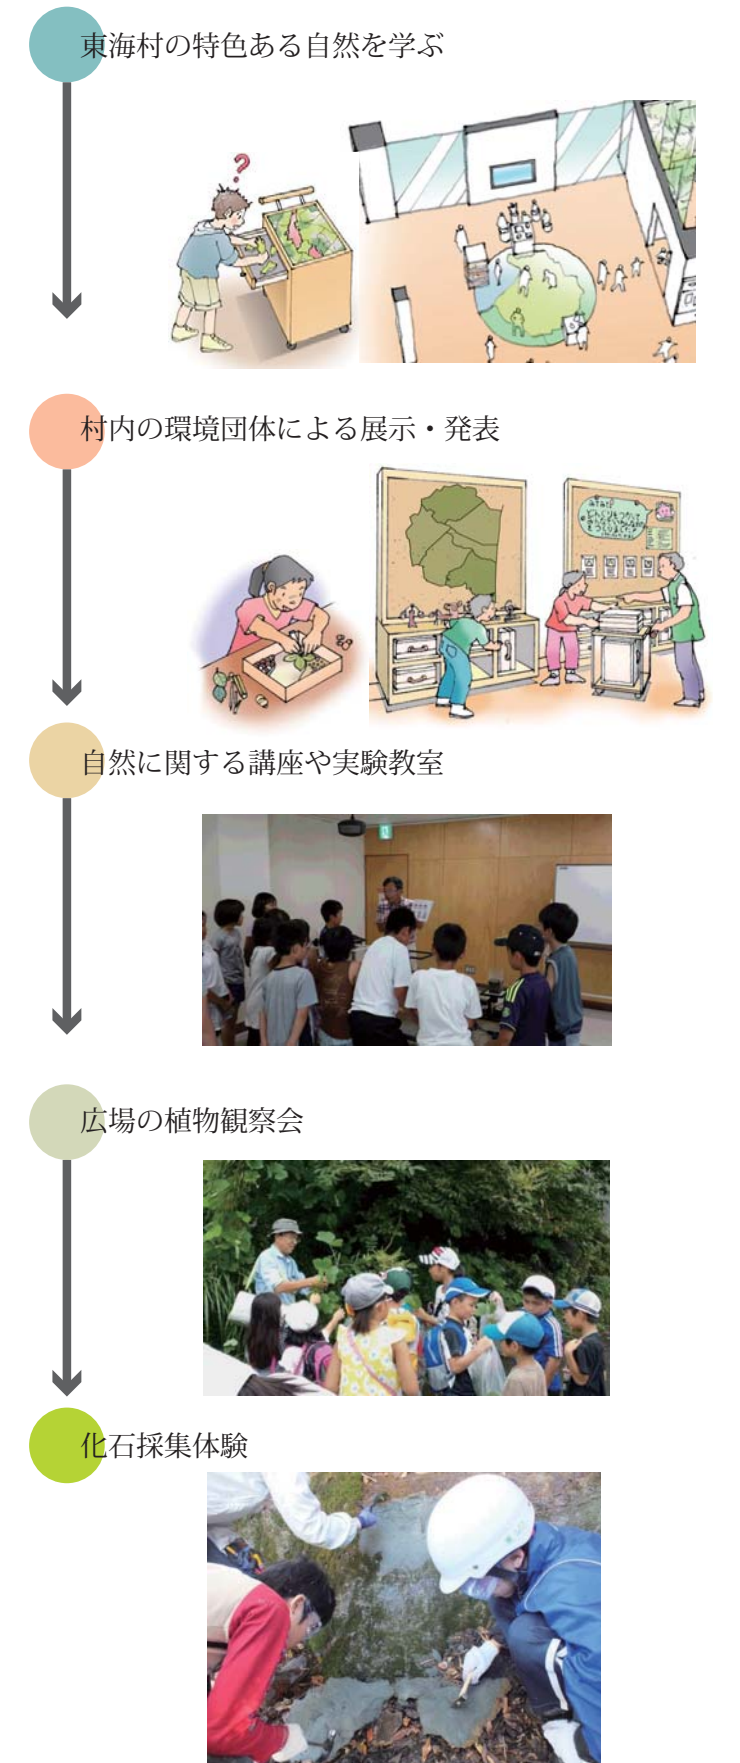 東海村の特色ある自然を学ぶ
村内の環境団体による展示・発表
自然に関する講座や実験教室
広場の植物観察会
化石採集体験